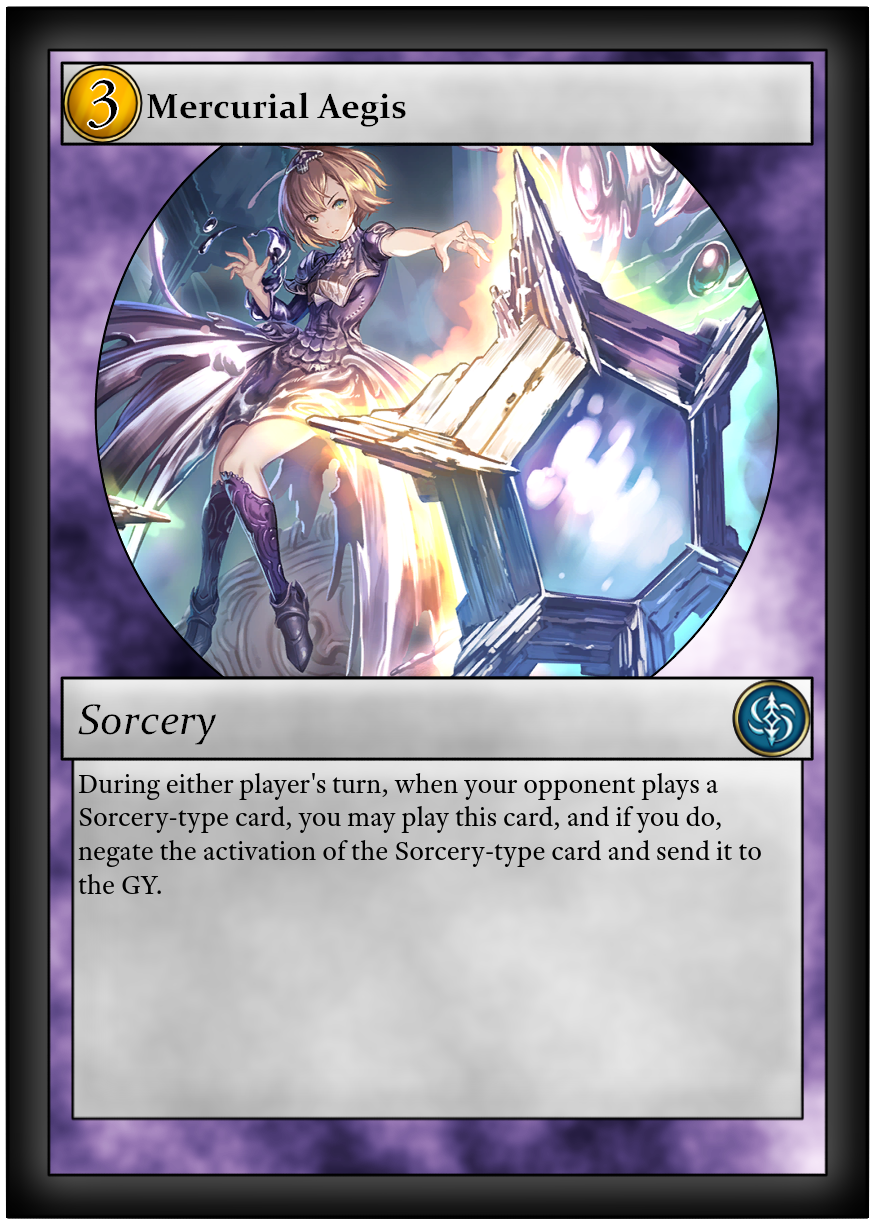 3 Mercurial Aegis
Sorcery
During either player's turn, when your opponent plays a
Sorcery-type card, you may play this card, and if you do,
negate the activation of the Sorcery-type card and send it to
the GY.